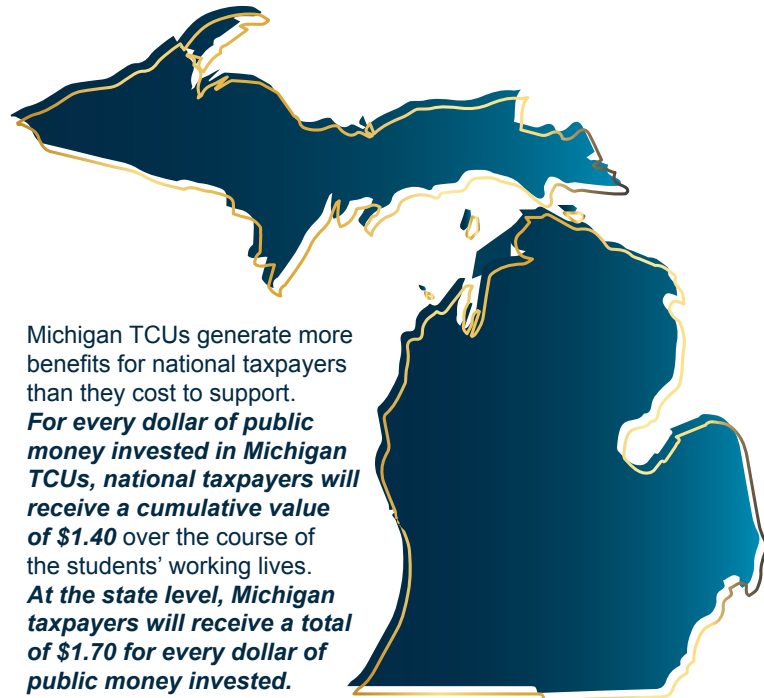 Michigan TCUs generate more
benefits for national taxpayers
than they cost to support.
For every dollar of public
money invested in Michigan
TCUs, national taxpayers will
receive a cumulative value
of $1.40 over the course of
the students’ working lives.
At the state level, Michigan
taxpayers will receive a total
of $1.70 for every dollar of
public money invested.